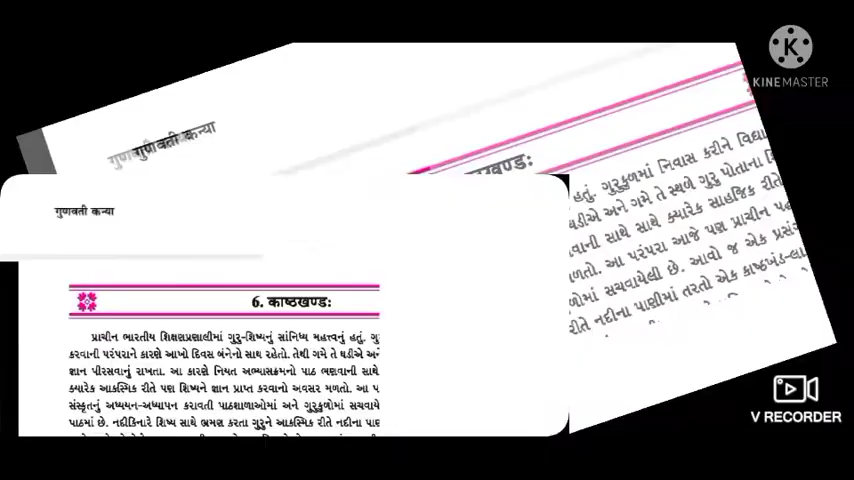 KINEMASTER
गुणवती कन्या
खण्डः
હતું. ગુરુકુળમાં નિવાસ કરીને વિદ્યા
ઘડીએ અને ગમે તે સ્થળે ગુરુ પોતાના
વાની સાથે સાથે ક્યારેક સાહજિક રીતે
ળતો. આ પરંપરા આજે પણ પ્રાચીન
ળોમાં સચવાયેલી છે. આવો જ એક પ્રસંગ
રીતે નદીના પાણીમાં તરતો એક કાષ્ઠખંડ-લા
गुणवती कन्या
6. काष्ठखण्डः
પ્રાચીન ભારતીય શિક્ષણપ્રણાલીમાં ગુરુ-શિષ્યનું સાંનિધ્ય મહત્ત્વનું હતું. ગુ
કરવાની પરંપરાને કારણે આખો દિવસ બંનેનો સાથ રહેતો. તેથી ગમે તે ઘડીએ અને
જ્ઞાન પીરસવાનું રાખતા. આ કારણે નિયત અભ્યાસક્રમનો પાઠ ભણવાની સાથે
ક્યારેક આકસ્મિક રીતે પણ શિષ્યને જ્ઞાન પ્રાપ્ત કરવાનો અવસર મળતો. આ પ
સંસ્કૃતનું અધ્યયન-અધ્યાપન કરાવતી પાઠશાળાઓમાં અને ગુરુકુળોમાં સચવાયે
પાઠમાં છે. નદીકિનારે શિષ્ય સાથે ભ્રમણ કરતા ગુરુને આકસ્મિક રીતે નદીના પાણ
V RECORDER